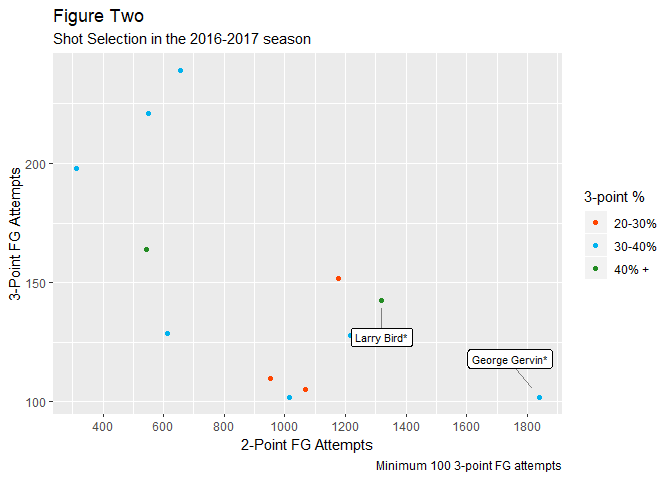 Figure Two
Shot Selection in the 2016-2017 season
3-Point FG Attempts
200
150
100
Larry Bird*
George Gervin*
400 600 800 1000 1200 1400 1600 1800
2-Point FG Attempts
3-point %
20-30%
30-40%
40% +
Minimum 100 3-point FG attempts